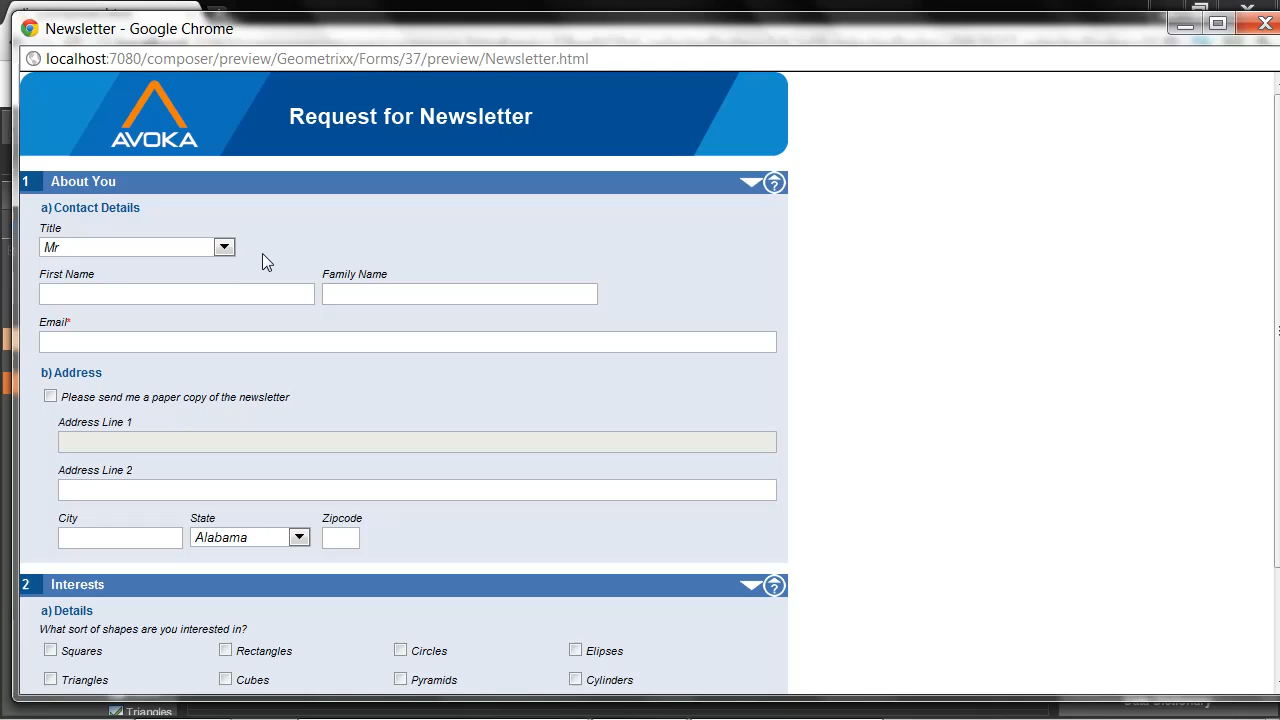 Newsletter - Google Chrome
localhost:7080/composer/preview/Geometrixx/Forms/37/preview/Newsletter.html
AVOKA
Request for Newsletter
1 About You
?
a) Contact Details
Title
Mr
First Name Family Name
Email*
b) Address
Please send me a paper copy of the newsletter
Address Line 1
Address Line 2
City State Zipcode
Alabama
2 Interests
?
a) Details
What sort of shapes are you interested in?
Squares Rectangles Circles Elipses
Triangles Cubes Pyramids Cylinders
Triangles